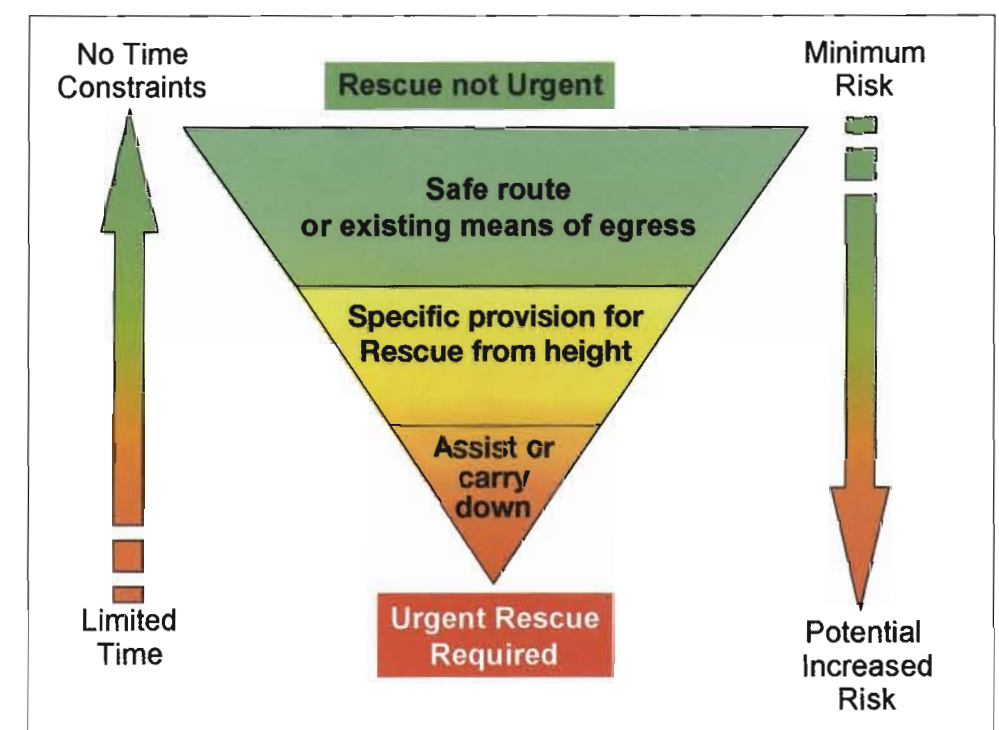 No Time
Constraints
Rescue not Urgent
Minimum
Risk
Safe route
or existing means of egress
Specific provision for
Rescue from height
Assist or
carry
down
Limited
Time
Urgent Rescue
Required
Potential
Increased
Risk